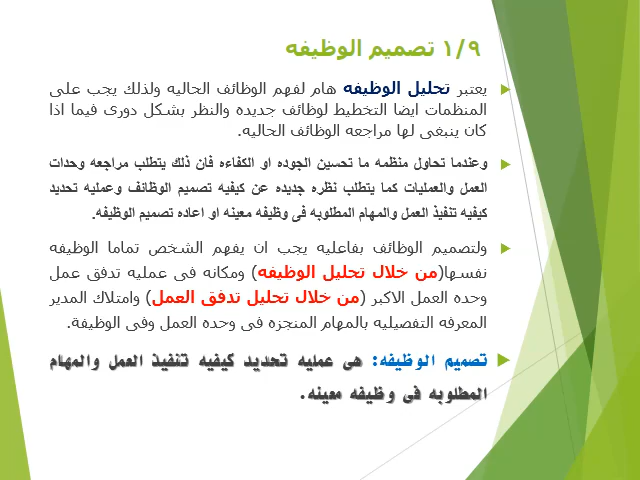 ١/٩ تصميم الوظيفه
يعتبر تحليل الوظيفه هام لفهم الوظائف الحاليه ولذلك يجب على
المنظمات ايضا التخطيط لوظائف جديده والنظر بشكل دورى فيما اذا
كان ينبغى لها مراجعه الوظائف الحاليه.
وعندما تحاول منظمه ما تحسين الجوده او الكفاءه فان ذلك يتطلب مراجعه وحدات
العمل والعمليات كما يتطلب نظره جديده عن كيفيه تصميم الوظائف وعمليه تحديد
كيفيه تنفيذ العمل والمهام المطلوبه فى وظيفه معينه او اعاده تصميم الوظيفه.
ولتصميم الوظائف بفاعليه يجب ان يفهم الشخص تماما الوظيفه
نفسها(من خلال تحليل الوظيفه) ومكانه فى عمليه تدفق عمل
وحده العمل الاكبر (من خلال تحليل تدفق العمل) وامتلاك المدير
المعرفه التفصيليه بالمهام المنجزه فى وحده العمل وفى الوظيفة.
تصميم الوظيفه: هى عمليه تحديد كيفيه تنفيذ العمل والمهام
المطلوبه فى وظيفه معينه.